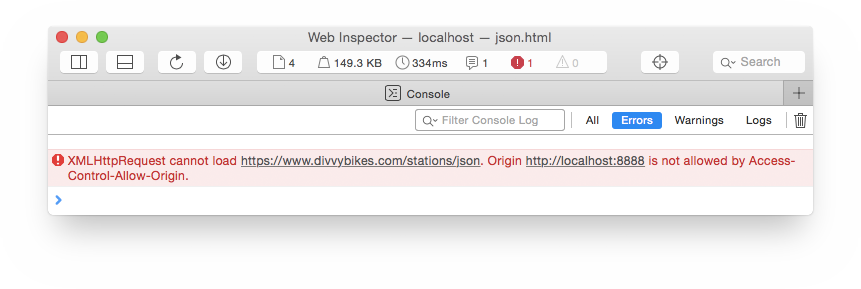 Web Inspector — localhost — json.html
4 149.3 KB 334ms 1 1 0 Search
Console
Filter Console Log All Errors Warnings Logs
XMLHttpRequest cannot load https://www.divvybikes.com/stations/json. Origin http://localhost:8888 is not allowed by Access-
Control-Allow-Origin.